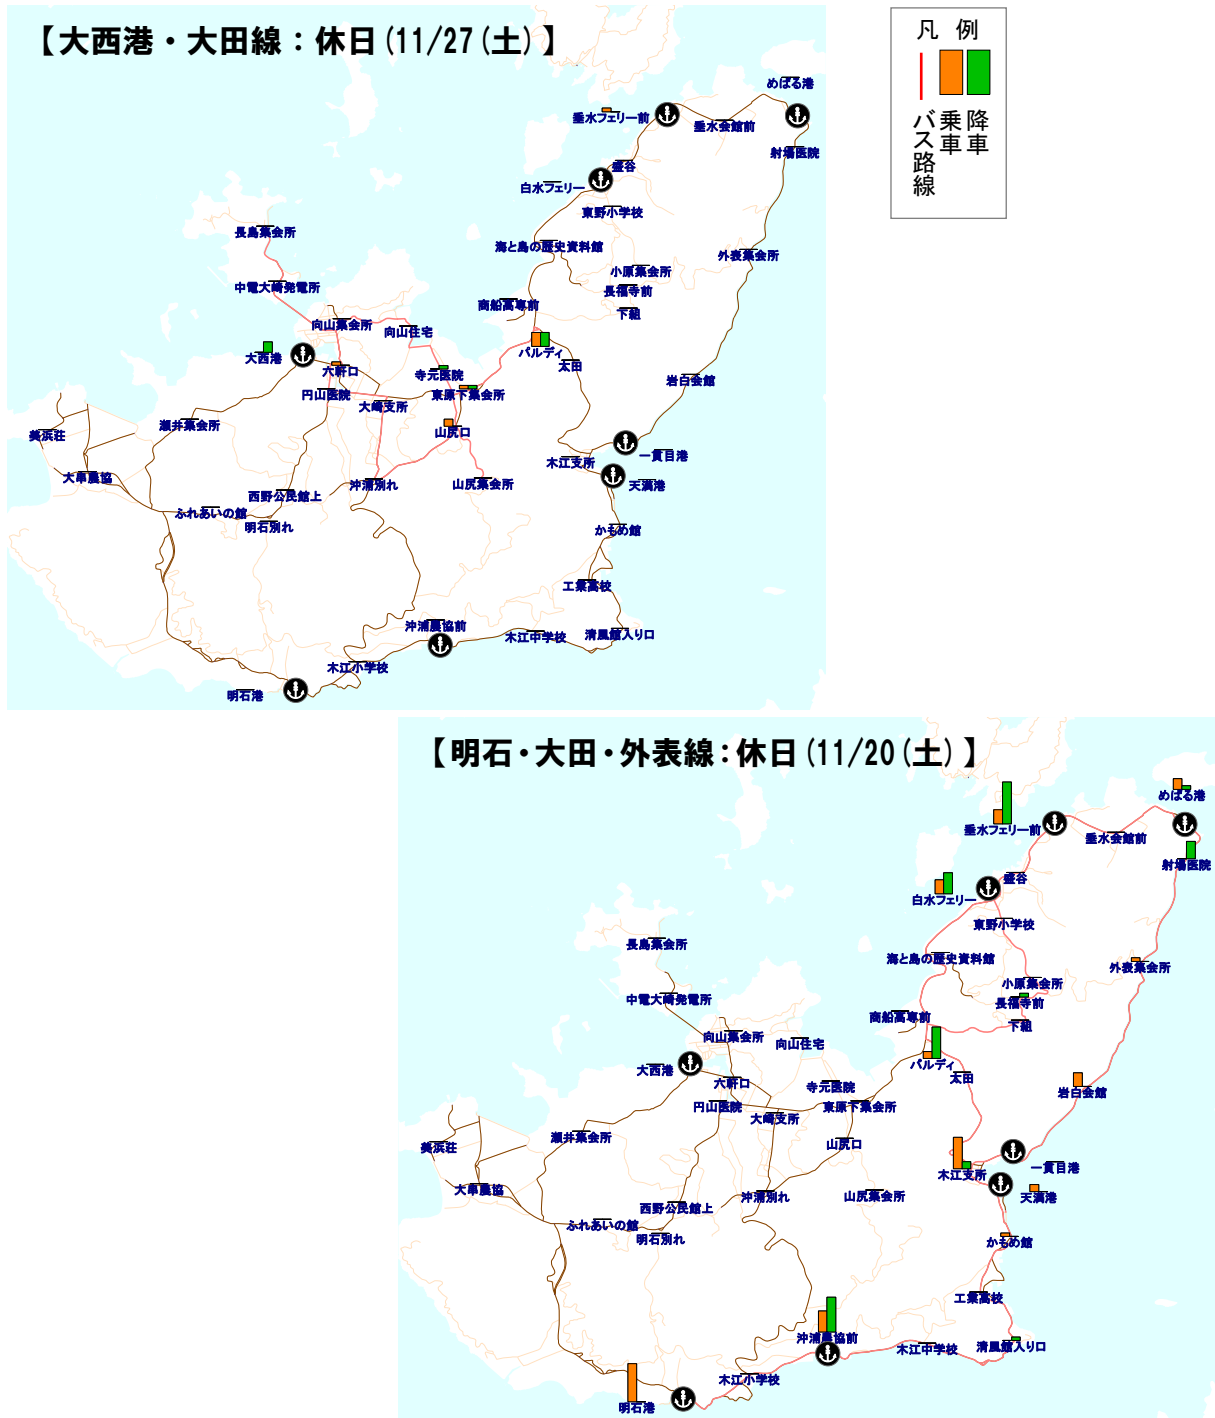 【大西港・大田線：休日(11/27(土)】
凡 例
バス路線
乗車
降車
めばる港
垂水フェリー前
垂水会館前
射場医院
盛谷
白水フェリー
東野小学校
長島集会所
海と島の歴史資料館
外表集会所
小原集会所
中電大崎発電所
長福寺前
商船高専前
下組
向山集会所
向山住宅
大西港
パルディ
太田
六軒口
寺元医院
岩白会館
円山医院
東原下集会所
大崎支所
瀬井集会所
美浜荘
山尻口
一貫目港
木江支所
大串農協
沖浦別れ
山尻集会所
天満港
西野公民館上
ふれあいの館
明石別れ
かもめ館
工業高校
沖浦農協前
木江中学校
清風館入り口
木江小学校
明石港
【明石・大田・外表線：休日(11/20(土)】
めばる港
垂水フェリー前
垂水会館前
射場医院
盛谷
白水フェリー
東野小学校
長島集会所
海と島の歴史資料館
外表集会所
小原集会所
中電大崎発電所
長福寺前
商船高専前
下組
向山集会所
向山住宅
大西港
パルディ
太田
六軒口
寺元医院
岩白会館
円山医院
東原下集会所
大崎支所
瀬井集会所
美浜荘
山尻口
一貫目港
木江支所
大串農協
沖浦別れ
山尻集会所
天満港
西野公民館上
ふれあいの館
明石別れ
かもめ館
工業高校
沖浦農協前
木江中学校
清風館入り口
木江小学校
明石港